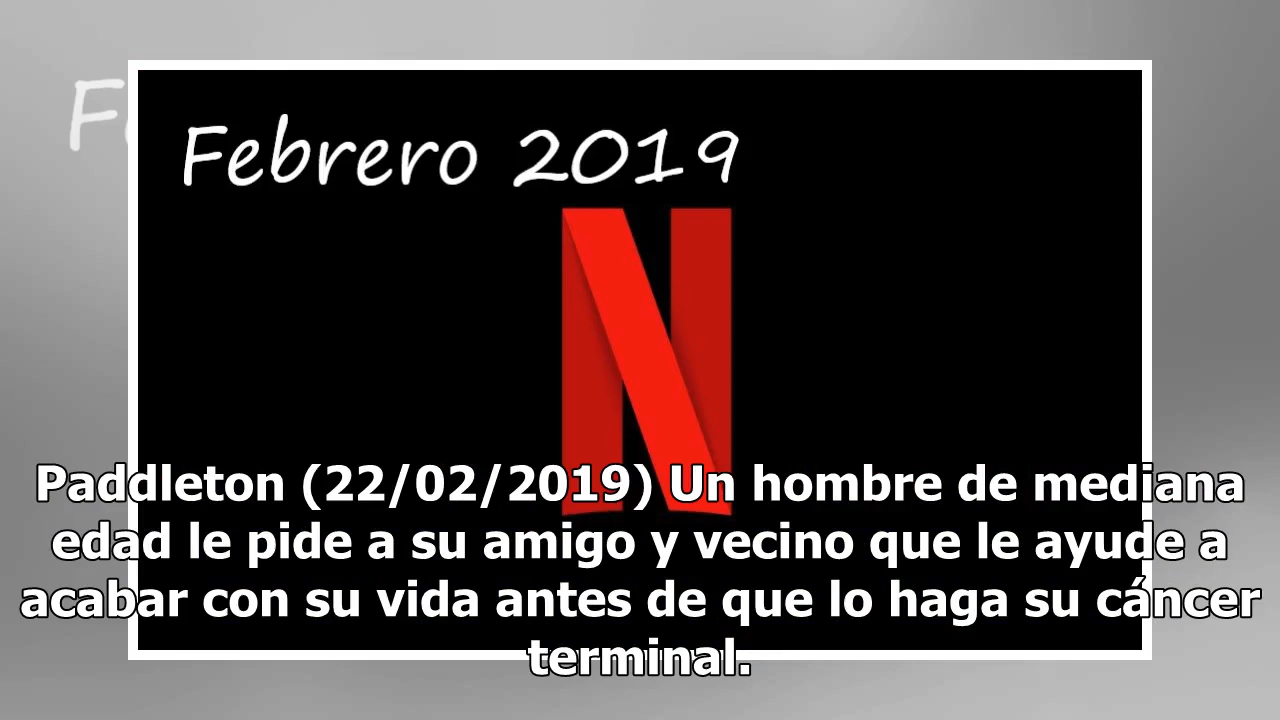 Febrero 2019
Paddleton (22/02/2019) Un hombre de mediana
edad le pide a su amigo y vecino que le ayude a
acabar con su vida antes de que lo haga su cáncer
terminal.